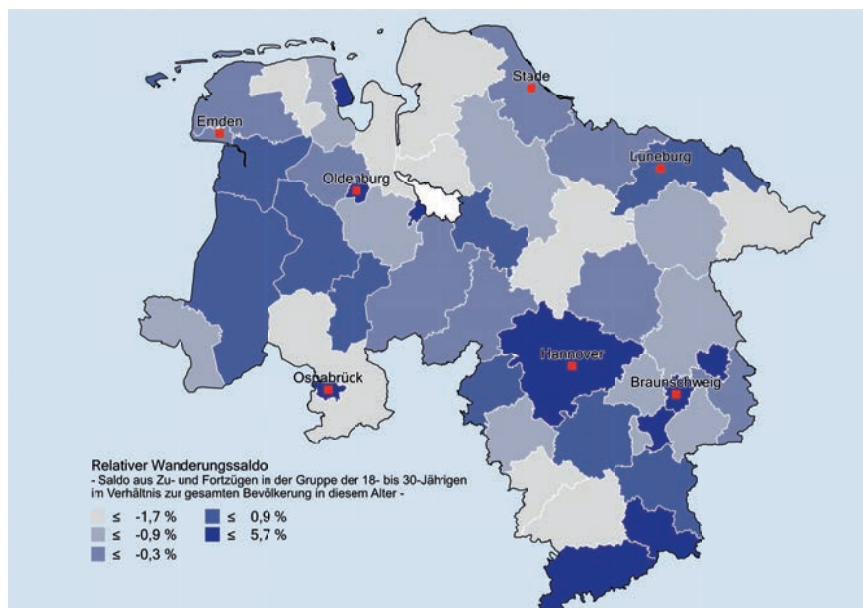 Stade
Emden
Lüneburg
Oldenburg
Hannover
Osnabrück
Braunschweig
Relativer Wanderungssaldo
- Saldo aus Zu- und Fortzügen in der Gruppe der 18- bis 30-Jährigen
im Verhältnis zur gesamten Bevölkerung in diesem Alter -
≤ -1,7 % ≤ 0,9 %
≤ -0,9 % ≤ 5,7 %
≤ -0,3 %